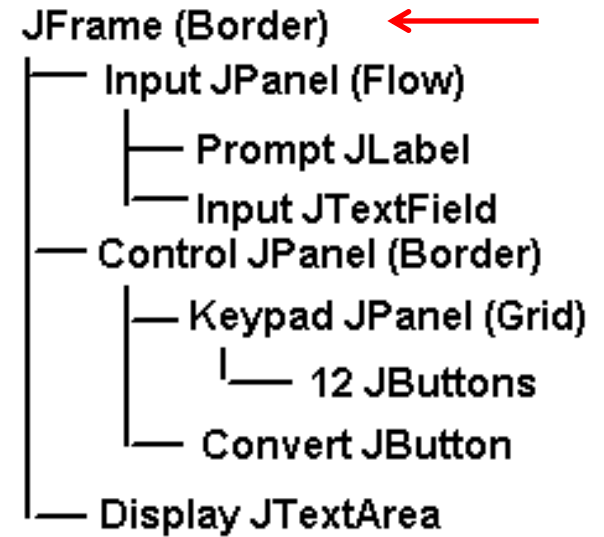 JFrame (Border)
Input JPanel (Flow)
Prompt JLabel
Input JTextField
Control JPanel (Border)
Keypad JPanel (Grid)
12 JButtons
Convert JButton
Display JTextArea